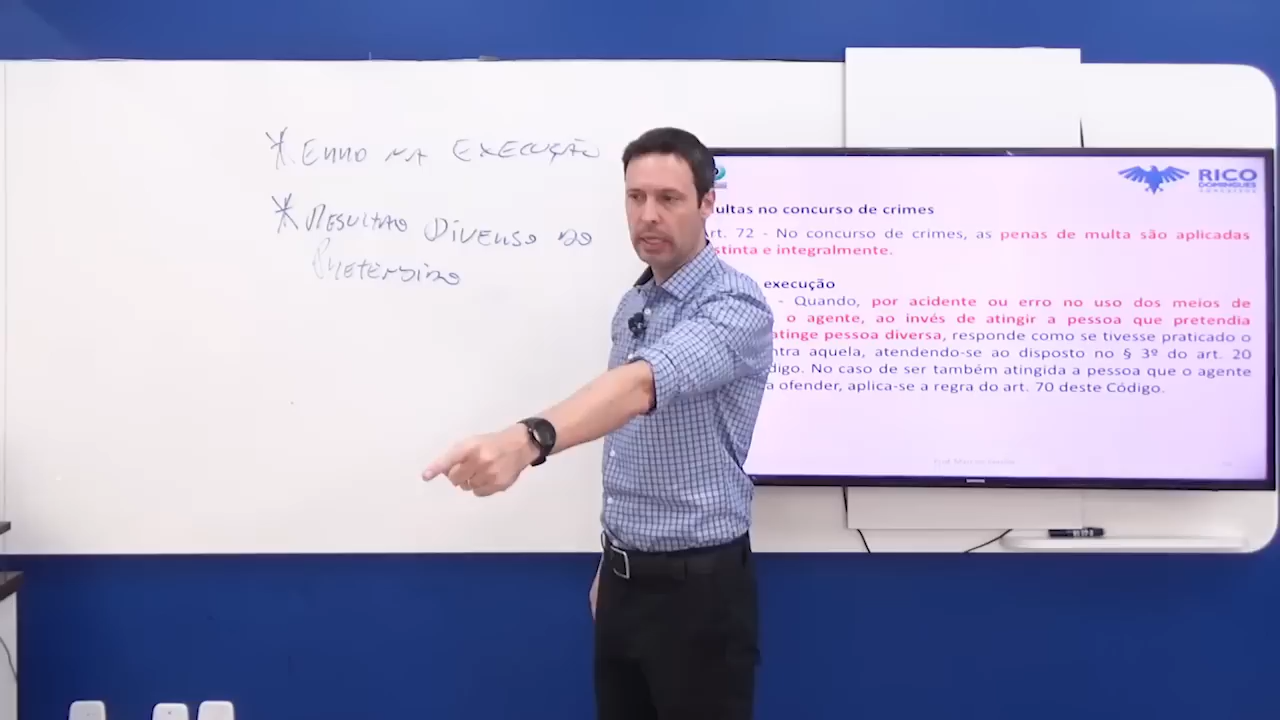 * ERRO NA EXECUÇÃO
* RESULTADO DIVERSO DO
PRETENDIDO
RICO
DOMINGUES
CONCURSOS
ultas no concurso de crimes
rt. 72 - No concurso de crimes, as penas de multa são aplicadas
stinta e integralmente.
execução
- Quando, por acidente ou erro no uso dos meios de
o agente, ao invés de atingir a pessoa que pretendia
atinge pessoa diversa, responde como se tivesse praticado o
ntra aquela, atendendo-se ao disposto no § 3º do art. 20
digo. No caso de ser também atingida a pessoa que o agente
a ofender, aplica-se a regra do art. 70 deste Código.